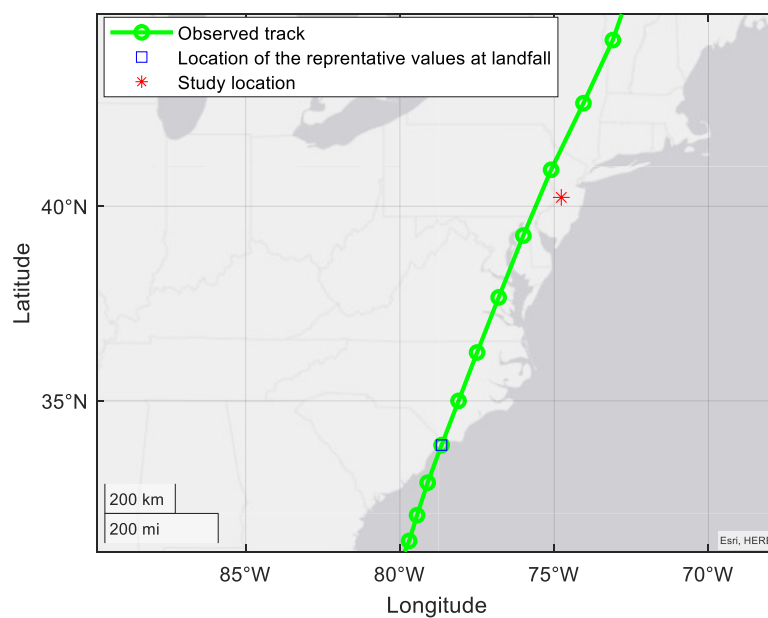 Observed track
Location of the reprentative values at landfall
Study location
40°N
35°N
Latitude
200 km
200 mi
Esri, HERE
85°W
80°W
75°W
70°W
Longitude